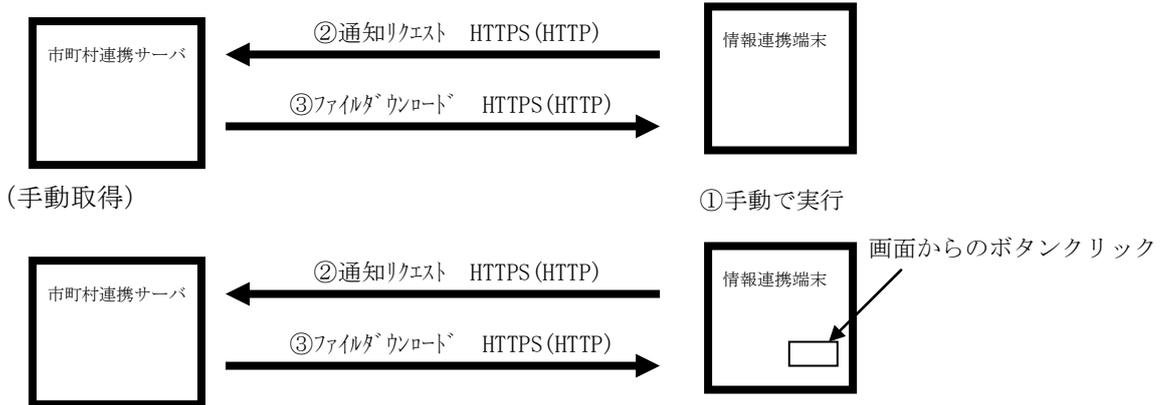 ②通知ﾘｸｴｽﾄ　HTTPS(HTTP)
市町村連携サーバ
情報連携端末
③ﾌｧｲﾙﾀﾞｳﾝﾛｰﾄﾞ　HTTPS(HTTP)
(手動取得)
①手動で実行
画面からのボタンクリック
②通知ﾘｸｴｽﾄ　HTTPS(HTTP)
市町村連携サーバ
情報連携端末
③ﾌｧｲﾙﾀﾞｳﾝﾛｰﾄﾞ　HTTPS(HTTP)